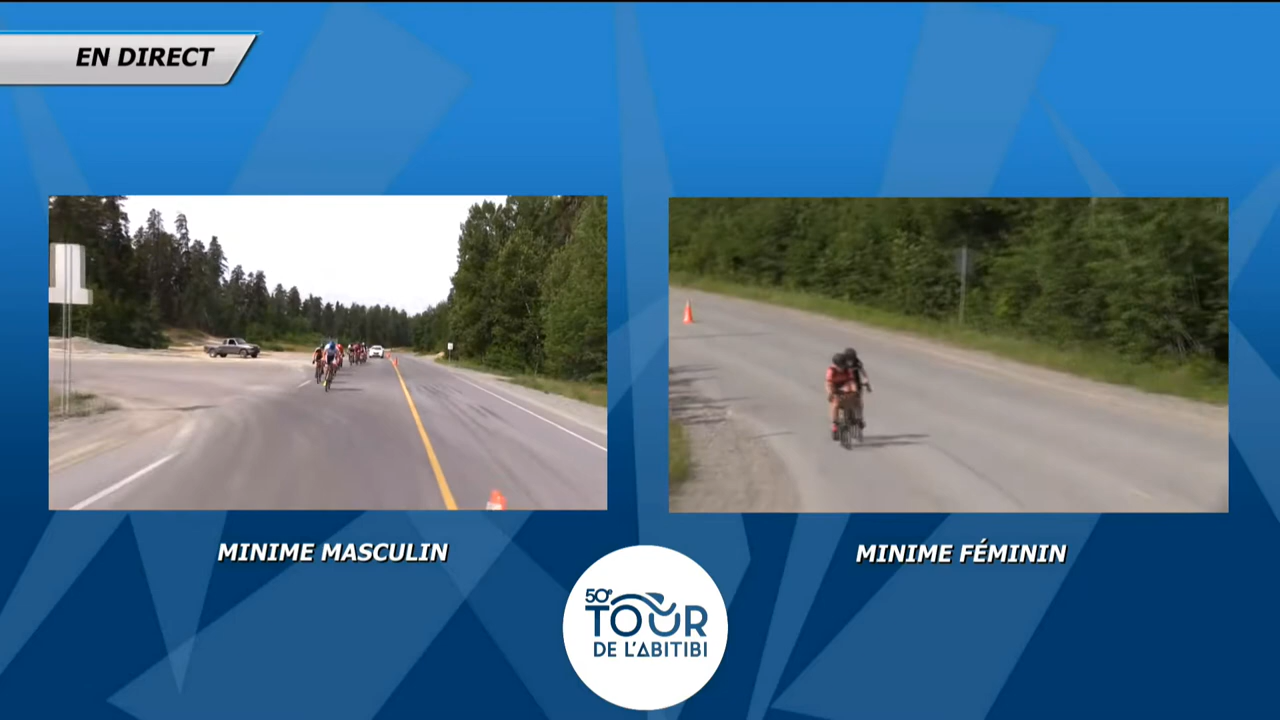 EN DIRECT
MINIME MASCULIN
MINIME FÉMININ
50e
TOUR
DE L'ABITIBI